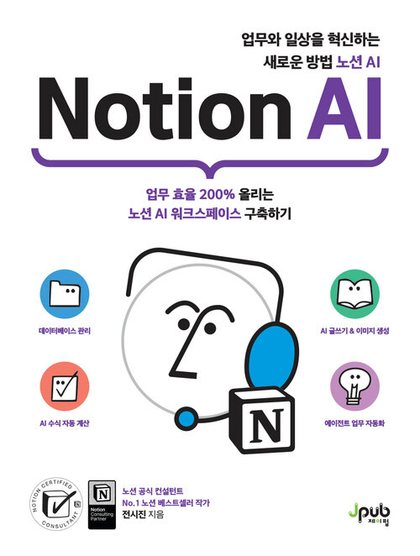 업무와 일상을 혁신하는
새로운 방법 노션 AI
Notion AI
업무 효율 200% 올리는
노션 AI 워크스페이스 구축하기
데이터베이스 관리
AI 글쓰기 & 이미지 생성
AI 수식 자동 계산
에이전트 업무 자동화
N
NOTION CERTIFIED
CONSULTANT
N
Notion
Consulting
Partner
노션 공식 컨설턴트
No.1 노션 베스트셀러 작가
전시진 지음
Jpub
제이펍